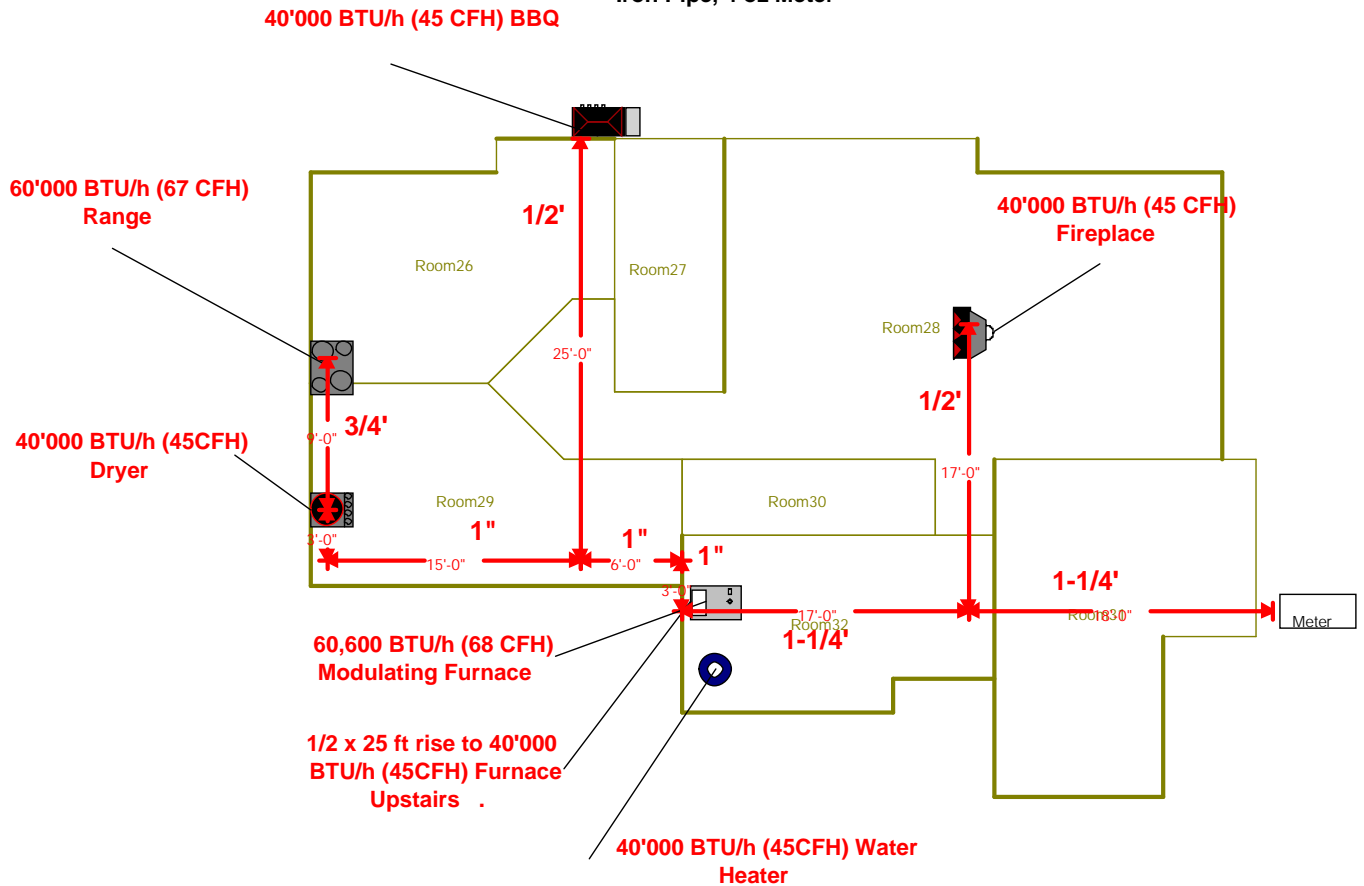 40'000 BTU/h (45 CFH) BBQ
60'000 BTU/h (67 CFH)
Range
1/2'
40'000 BTU/h (45 CFH)
Fireplace
Room26
Room27
Room28
25'-0"
1/2'
3/4'
9'-0"
40'000 BTU/h (45CFH)
Dryer
17'-0"
Room29
Room30
1"
1"
1"
3'-0"
15'-0"
6'-0"
3'-0"
1-1/4'
17'-0"
18'-0"
Room32
1-1/4'
Meter
60,600 BTU/h (68 CFH)
Modulating Furnace
1/2 x 25 ft rise to 40'000
BTU/h (45CFH) Furnace
Upstairs .
40'000 BTU/h (45CFH) Water
Heater